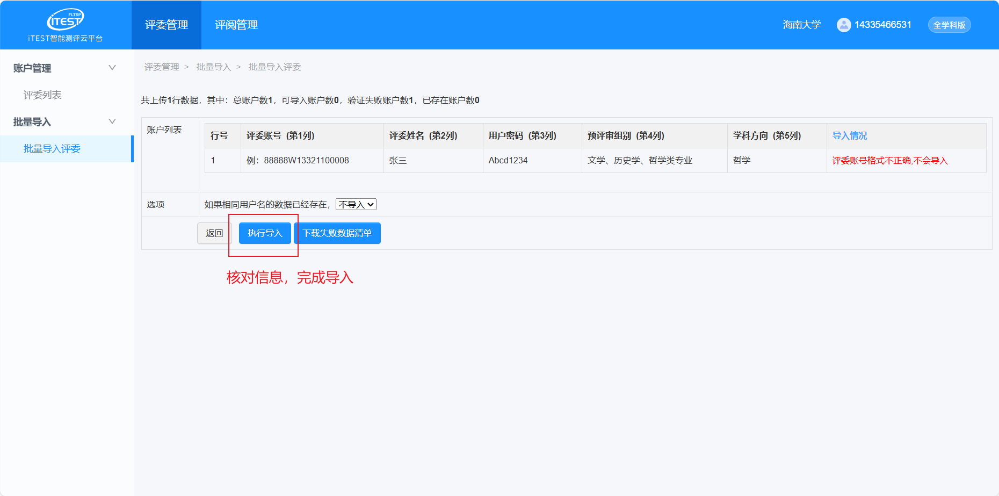 FLTRP
iTEST
iTEST智能测评云平台
评委管理
评阅管理
海南大学
14335466531
全学科版
账户管理
评委列表
批量导入
批量导入评委
评委管理 > 批量导入 > 批量导入评委
共上传1行数据，其中：总账户数1，可导入账户数0，验证失败账户数1，已存在账户数0
账户列表
行号 评委账号 (第1列) 评委姓名 (第2列) 用户密码 (第3列) 预评审组别 (第4列) 学科方向 (第5列) 导入情况
1 例：88888W13321100008 张三 Abcd1234 文学、历史学、哲学类专业 哲学 评委账号格式不正确,不会导入
选项 如果相同用户名的数据已经存在， 不导入
返回 执行导入 下载失败数据清单
核对信息，完成导入